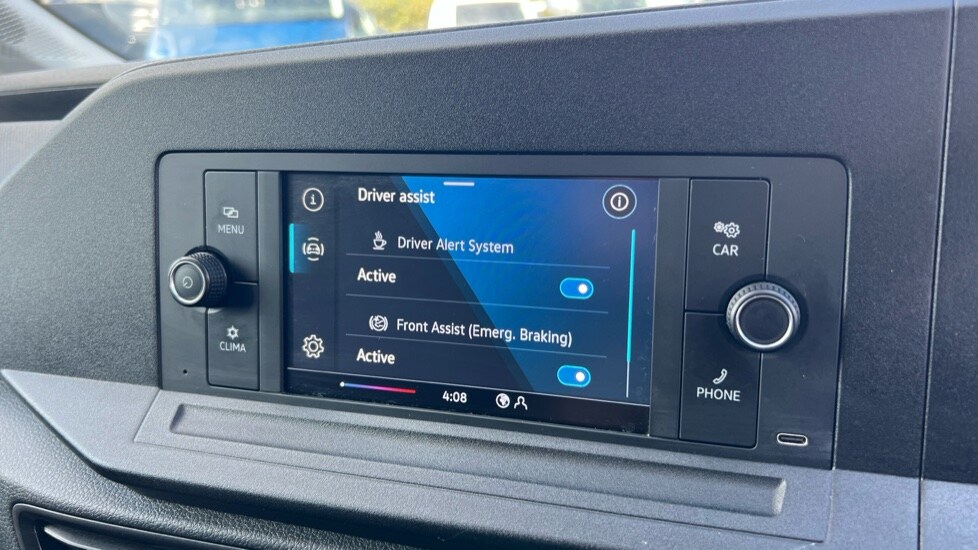 MENU
CLIMA
Driver assist
Driver Alert System
Active
Front Assist (Emerg. Braking)
Active
4:08
CAR
PHONE